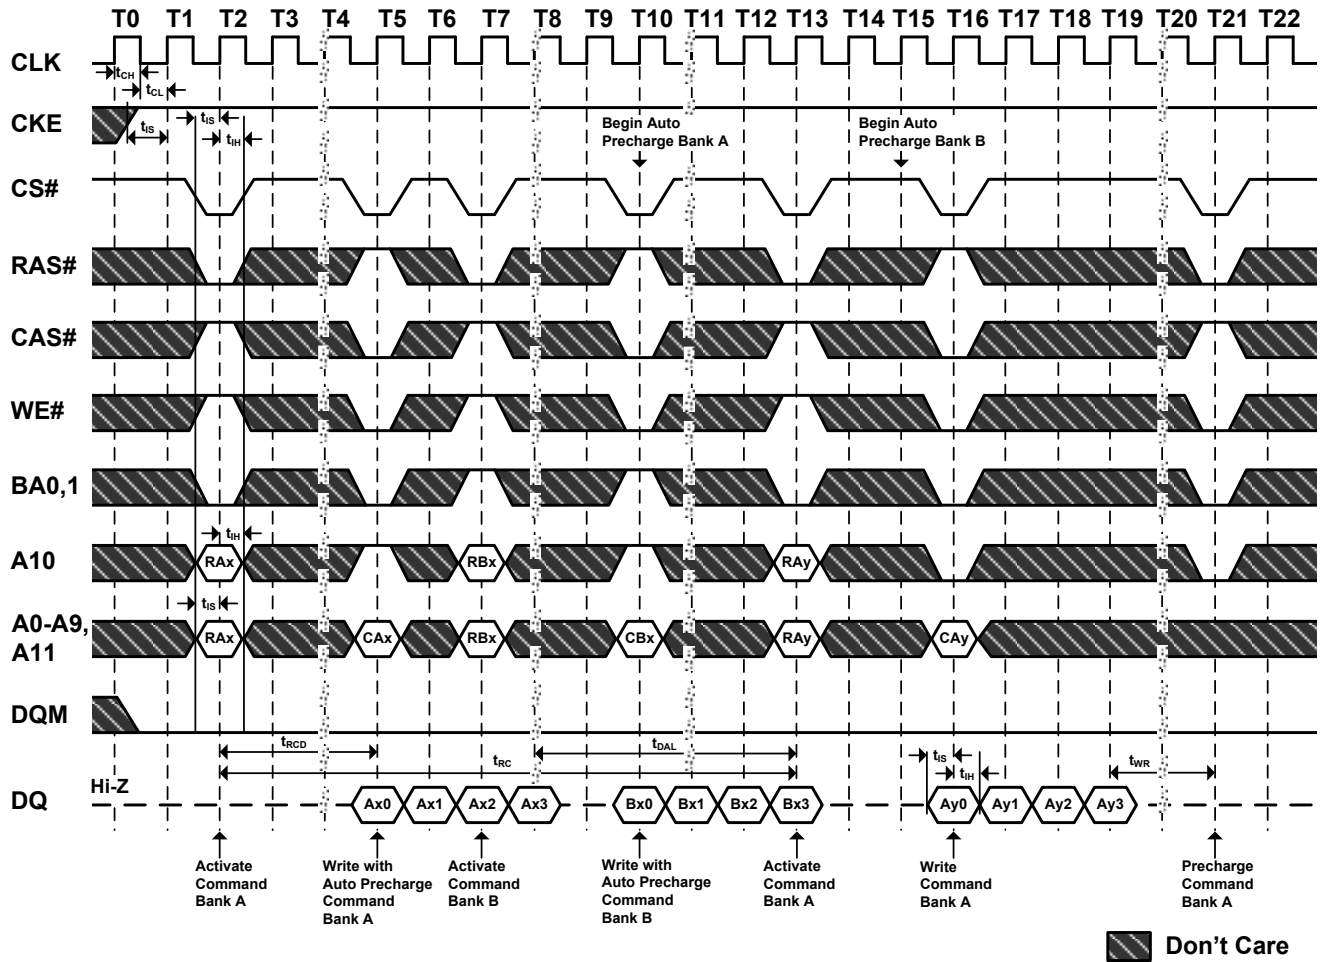 T0 T1 T2 T3 T4 T5 T6 T7 T8 T9 T10 T11 T12 T13 T14 T15 T16 T17 T18 T19 T20 T21 T22
CLK
tCH
tCL
CKE
tIS
tIS
tIH
Begin Auto
Precharge Bank A
Begin Auto
Precharge Bank B
CS#
RAS#
CAS#
WE#
BA0,1
tIH
A10
RAx RBx RAy
tIS
A0-A9,
A11
RAx CAx RBx CBx RAy CAy
DQM
tRCD
tDAL
tRC
tIS
tIH
tWR
Hi-Z
DQ
Ax0 Ax1 Ax2 Ax3 Bx0 Bx1 Bx2 Bx3 Ay0 Ay1 Ay2 Ay3
Activate
Command
Bank A
Write with
Auto Precharge
Command
Bank A
Activate
Command
Bank B
Write with
Auto Precharge
Command
Bank B
Activate
Command
Bank A
Write
Command
Bank A
Precharge
Command
Bank A
Don't Care